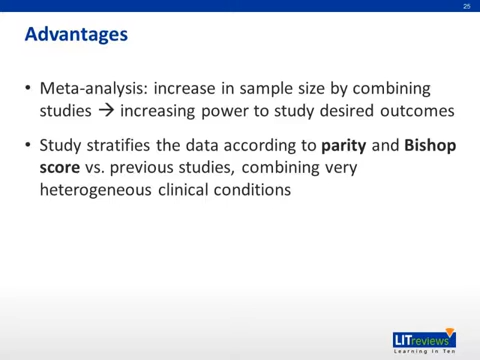 25
Advantages
• Meta-analysis: increase in sample size by combining
studies → increasing power to study desired outcomes
• Study stratifies the data according to parity and Bishop
score vs. previous studies, combining very
heterogeneous clinical conditions
LITreviews
Learning in Ten